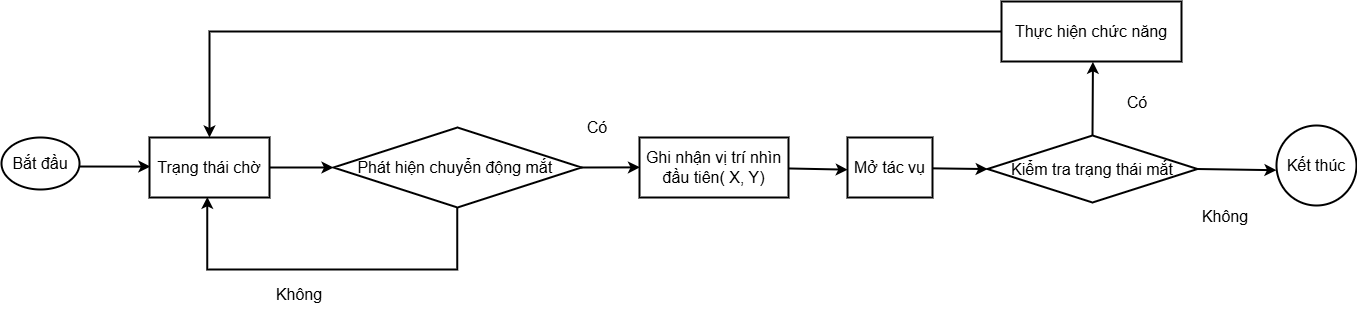 Thực hiện chức năng
Có
Có
Bắt đầu
Trạng thái chờ
Phát hiện chuyển động mắt
Ghi nhận vị trí nhìn
đầu tiên( X, Y)
Mở tác vụ
Kiểm tra trạng thái mắt
Kết thúc
Không
Không